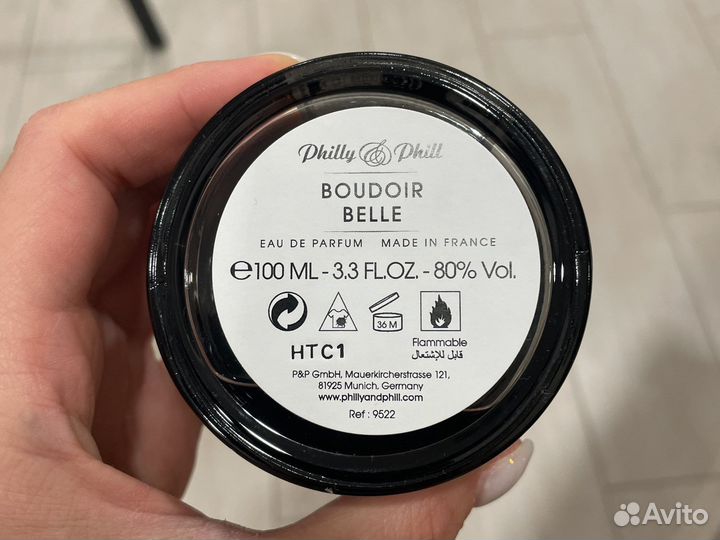 Philly & Phill
BOUDOIR
BELLE
EAU DE PARFUM MADE IN FRANCE
℮100 ML - 3.3 FL.OZ. - 80% Vol.
36 M
HTC1
Flammable
قابل للإشتعال
P&P GmbH, Mauerkircherstrasse 121,
81925 Munich, Germany
www.phillyandphill.com
Ref : 9522
Avito